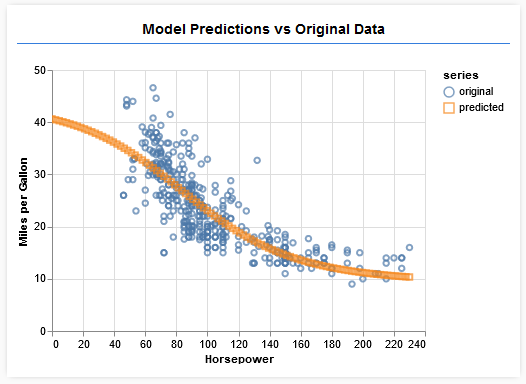 Model Predictions vs Original Data
series
original
predicted
Miles per Gallon
50
40
30
20
10
0
0 20 40 60 80 100 120 140 160 180 200 220 240
Horsepower